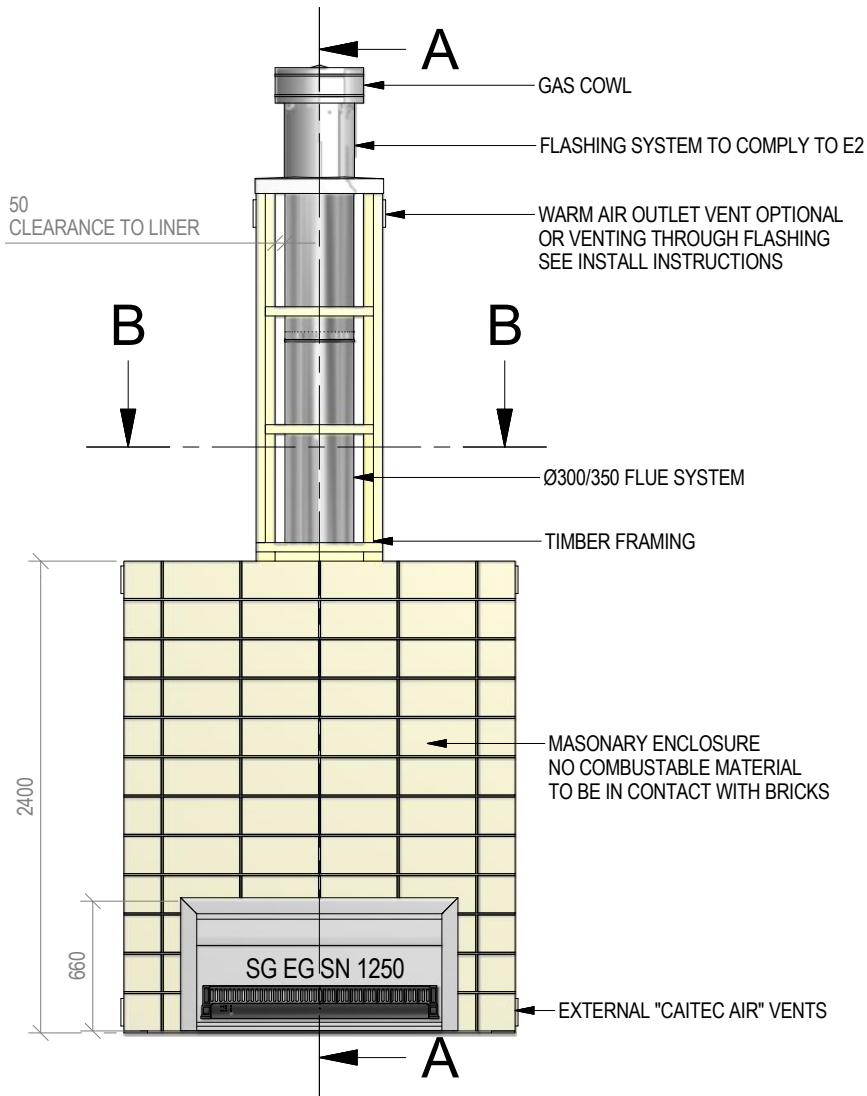 A
GAS COWL
FLASHING SYSTEM TO COMPLY TO E2
50
CLEARANCE TO LINER
WARM AIR OUTLET VENT OPTIONAL
OR VENTING THROUGH FLASHING
SEE INSTALL INSTRUCTIONS
B
B
Ø300/350 FLUE SYSTEM
TIMBER FRAMING
MASONARY ENCLOSURE
NO COMBUSTABLE MATERIAL
TO BE IN CONTACT WITH BRICKS
2400
660
SG EG SN 1250
EXTERNAL "CAITEC AIR" VENTS
A